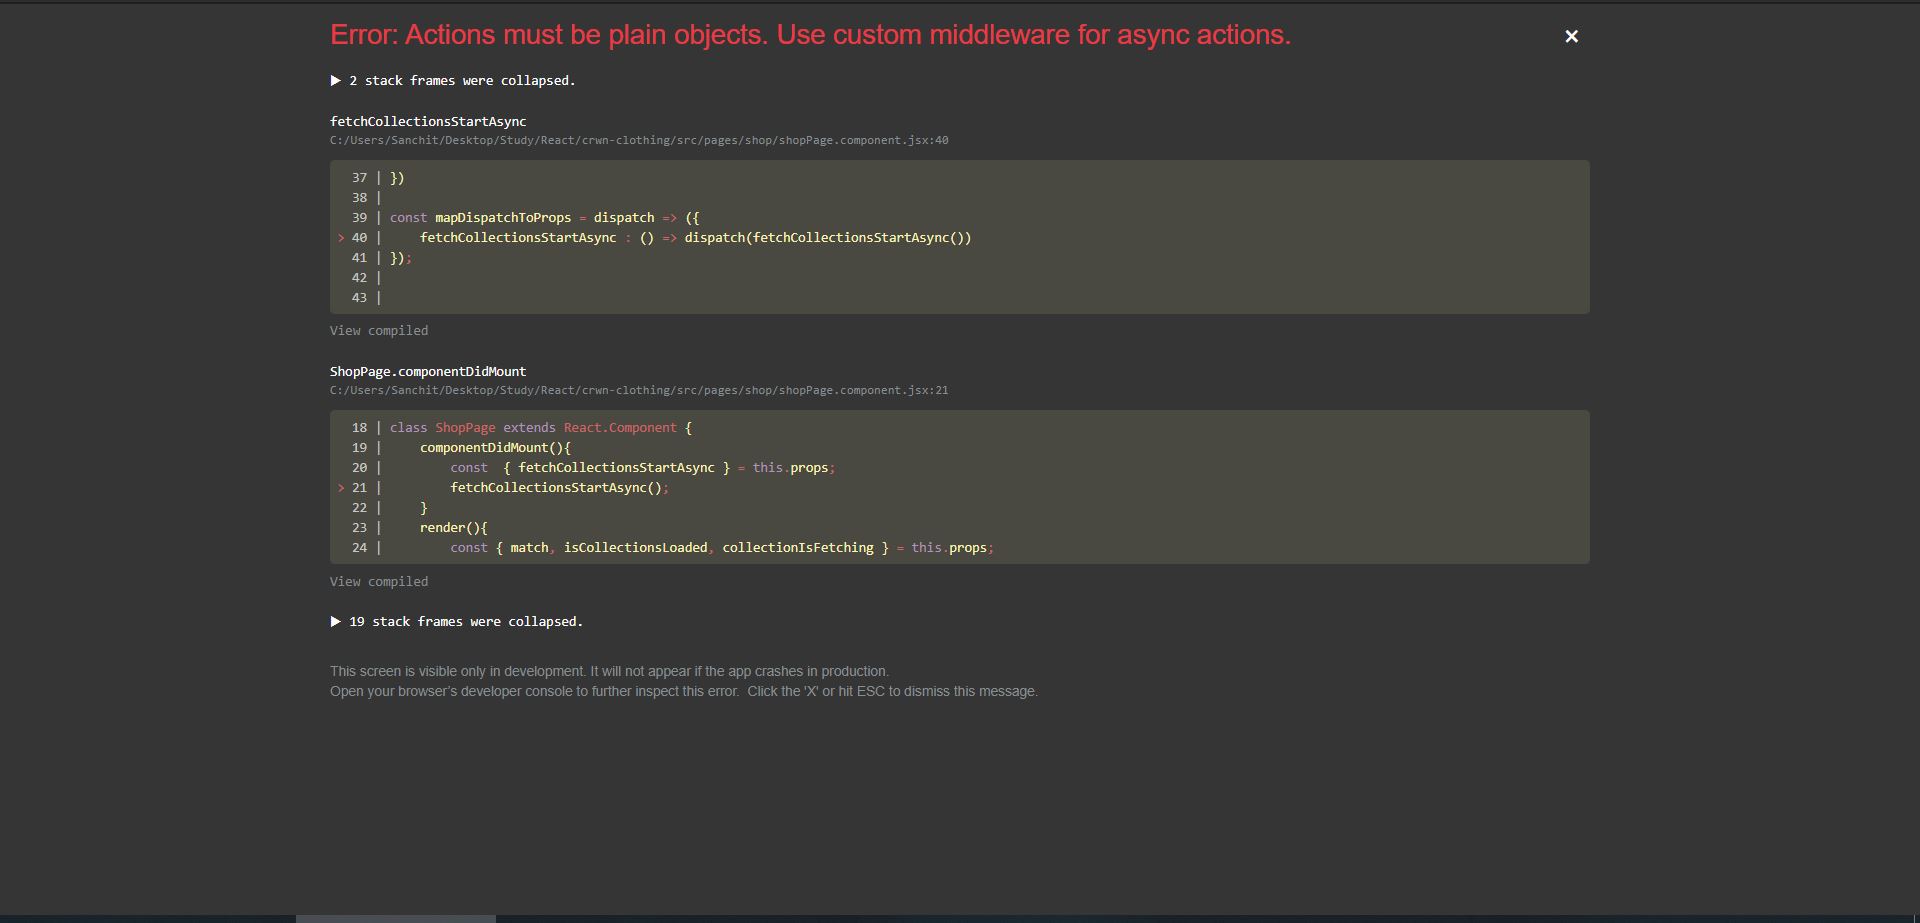 Error: Actions must be plain objects. Use custom middleware for async actions.
×
▶ 2 stack frames were collapsed.
fetchCollectionsStartAsync
C:/Users/Sanchit/Desktop/Study/React/crwn-clothing/src/pages/shop/shopPage.component.jsx:40
37 | })
38 |
39 | const mapDispatchToProps = dispatch => ({
> 40 |     fetchCollectionsStartAsync : () => dispatch(fetchCollectionsStartAsync())
41 | });
42 |
43 |
View compiled
ShopPage.componentDidMount
C:/Users/Sanchit/Desktop/Study/React/crwn-clothing/src/pages/shop/shopPage.component.jsx:21
18 | class ShopPage extends React.Component {
19 |     componentDidMount(){
20 |         const  { fetchCollectionsStartAsync } = this.props;
> 21 |         fetchCollectionsStartAsync();
22 |     }
23 |     render(){
24 |         const { match, isCollectionsLoaded, collectionIsFetching } = this.props;
View compiled
▶ 19 stack frames were collapsed.
This screen is visible only in development. It will not appear if the app crashes in production.
Open your browser’s developer console to further inspect this error.  Click the 'X' or hit ESC to dismiss this message.